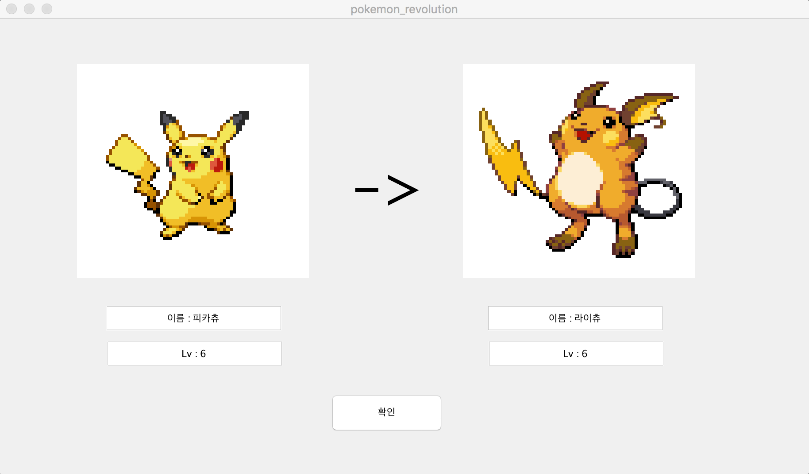 pokemon_revolution
->
이름 : 피카츄
이름 : 라이츄
Lv : 6
Lv : 6
확인